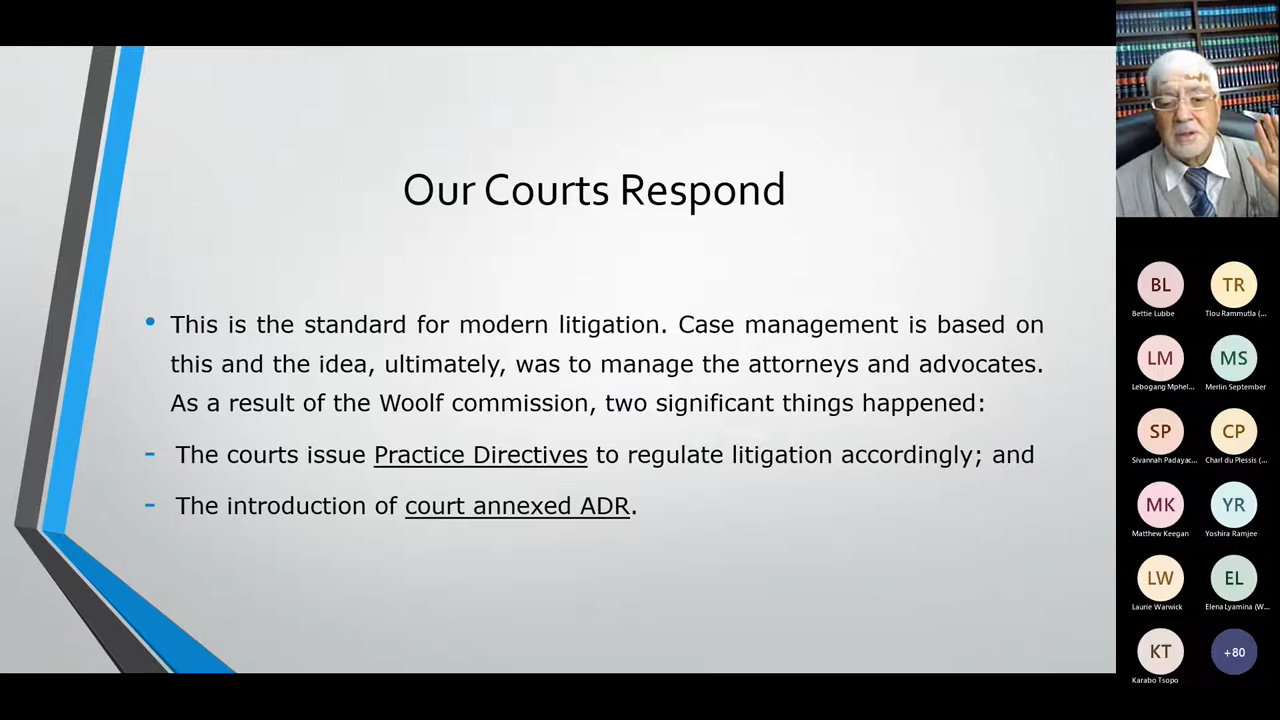 Our Courts Respond
• This is the standard for modern litigation. Case management is based on
this and the idea, ultimately, was to manage the attorneys and advocates.
As a result of the Woolf commission, two significant things happened:
- The courts issue Practice Directives to regulate litigation accordingly; and
- The introduction of court annexed ADR.
BL
TR
Bettie Lubbe
Tlou Rammutla (...
LM
MS
Lebogang Mphel...
Merlin September
SP
CP
Sivannah Padayac...
Charl du Plessis (...
MK
YR
Matthew Keegan
Yoshira Ramjee
LW
EL
Laurie Warwick
Elena Lyamina (W...
KT
+80
Karabo Tsopo